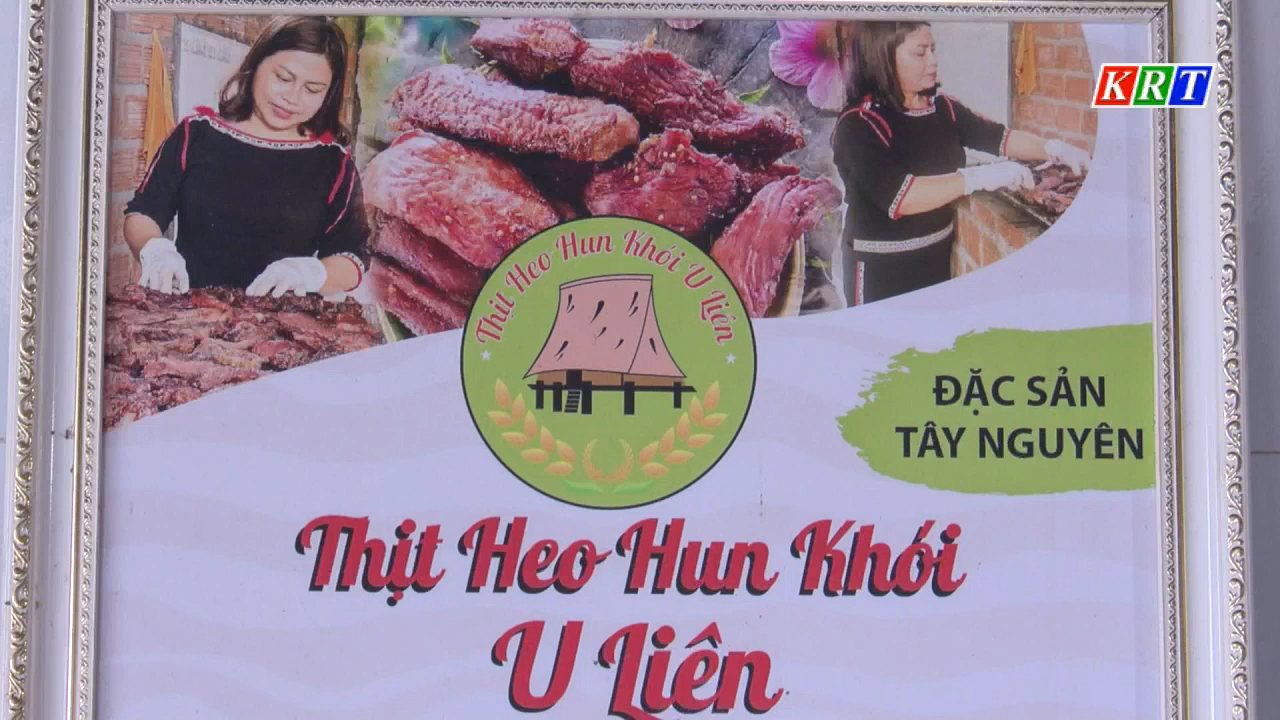 KRT
Thịt Heo Hun Khói U Liên
ĐẶC SẢN
TÂY NGUYÊN
Thịt Heo Hun Khói
U Liên